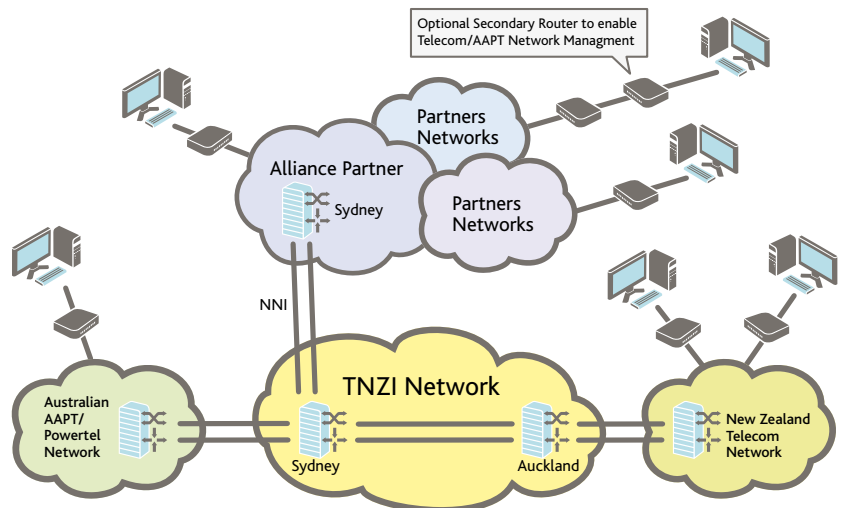 Optional Secondary Router to enable
Telecom/AAPT Network Managment
Partners
Networks
Alliance Partner
Sydney
Partners
Networks
NNI
TNZI Network
Australian
AAPT/
Powertel
Network
Sydney
Auckland
New Zealand
Telecom
Network